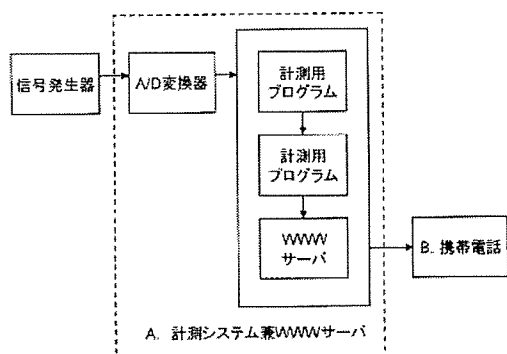 信号発生器
A/D変換器
計測用
プログラム
計測用
プログラム
WWW
サーバ
B. 携帯電話
A. 計測システム兼WWWサーバ